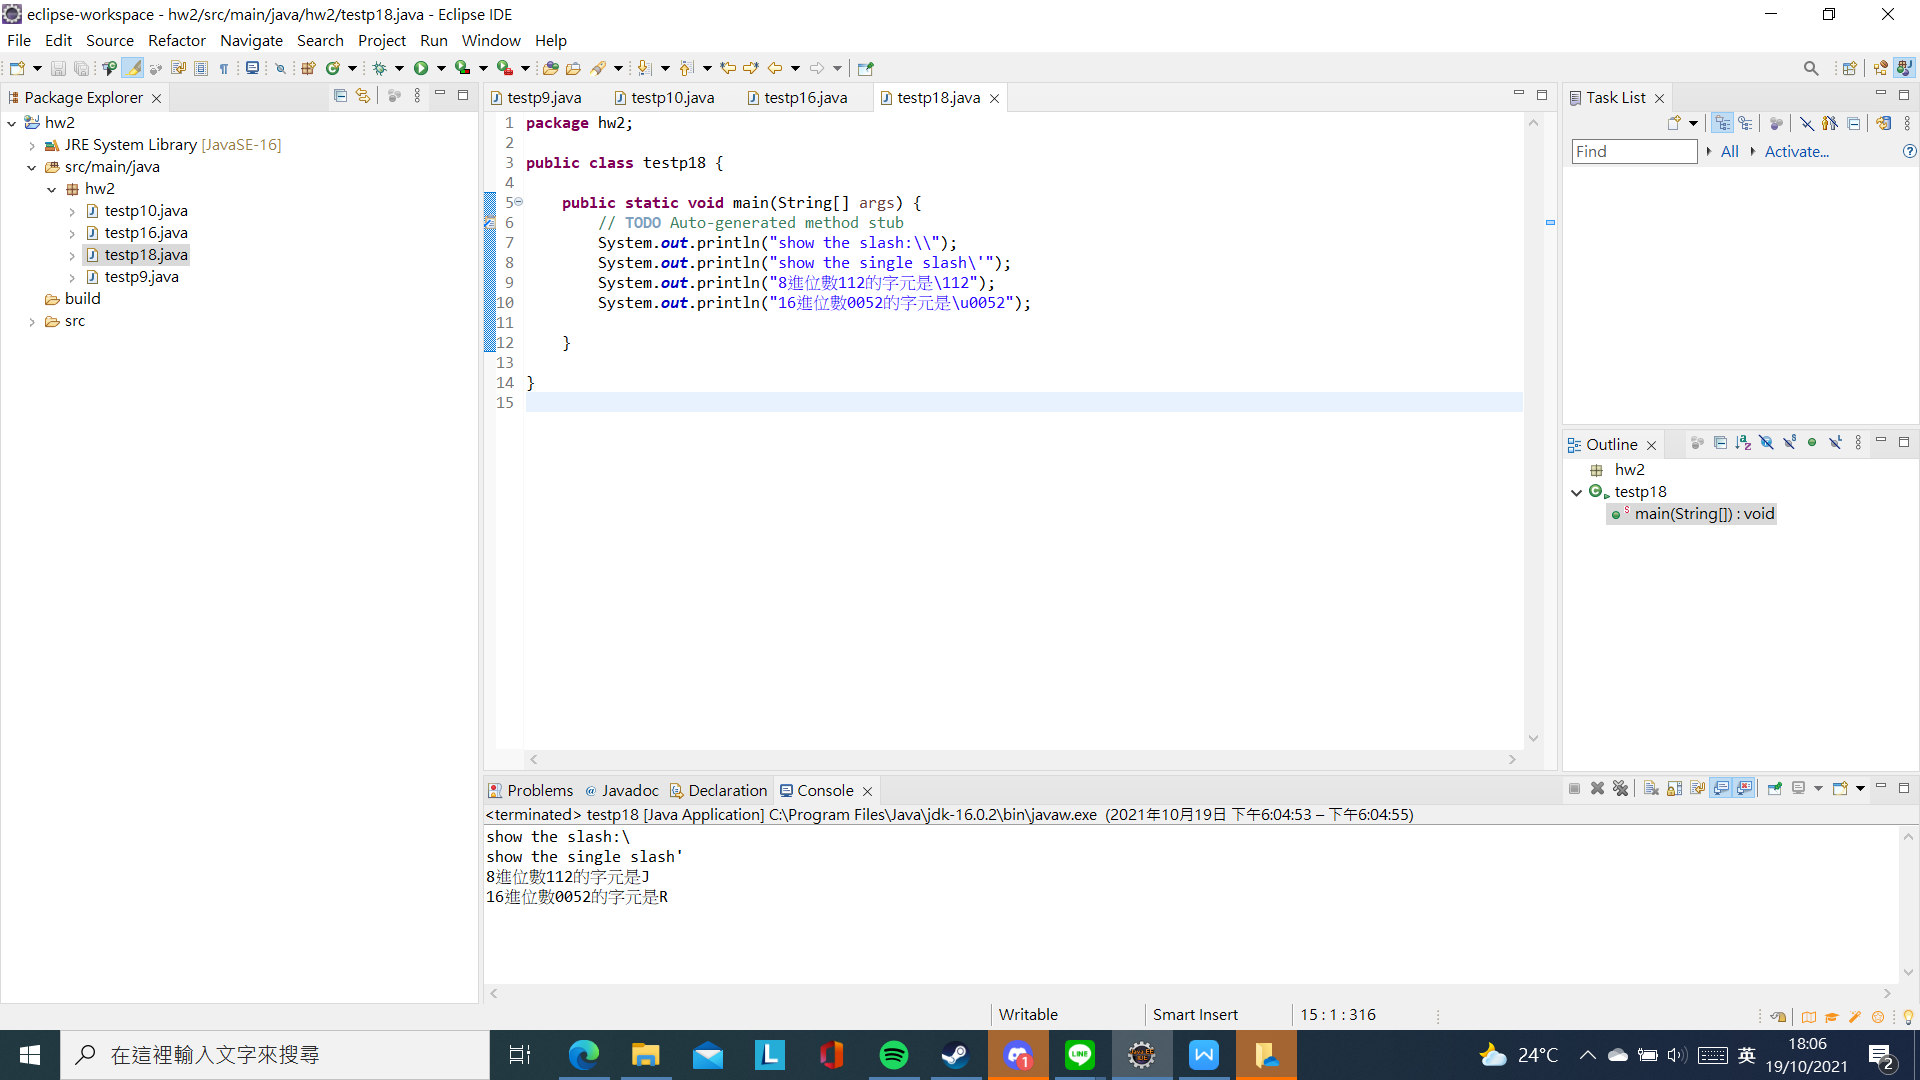 eclipse-workspace - hw2/src/main/java/hw2/testp18.java - Eclipse IDE
File Edit Source Refactor Navigate Search Project Run Window Help
Package Explorer
hw2
JRE System Library [JavaSE-16]
src/main/java
hw2
testp10.java
testp16.java
testp18.java
testp9.java
build
src
testp9.java testp10.java testp16.java testp18.java
1 package hw2;
2
3 public class testp18 {
4
5 public static void main(String[] args) {
6 // TODO Auto-generated method stub
7 System.out.println("show the slash:\\");
8 System.out.println("show the single slash\'");
9 System.out.println("8進位數112的字元是\112");
10 System.out.println("16進位數0052的字元是\u0052");
11
12 }
13
14 }
15
Task List
Find All Activate...
Outline
hw2
testp18
main(String[]) : void
Problems @ Javadoc Declaration Console
<terminated> testp18 [Java Application] C:\Program Files\Java\jdk-16.0.2\bin\javaw.exe (2021年10月19日 下午6:04:53 – 下午6:04:55)
show the slash:\
show the single slash'
8進位數112的字元是J
16進位數0052的字元是R
Writable Smart Insert 15 : 1 : 316
在這裡輸入文字來搜尋
24°C 英 18:06
19/10/2021
2